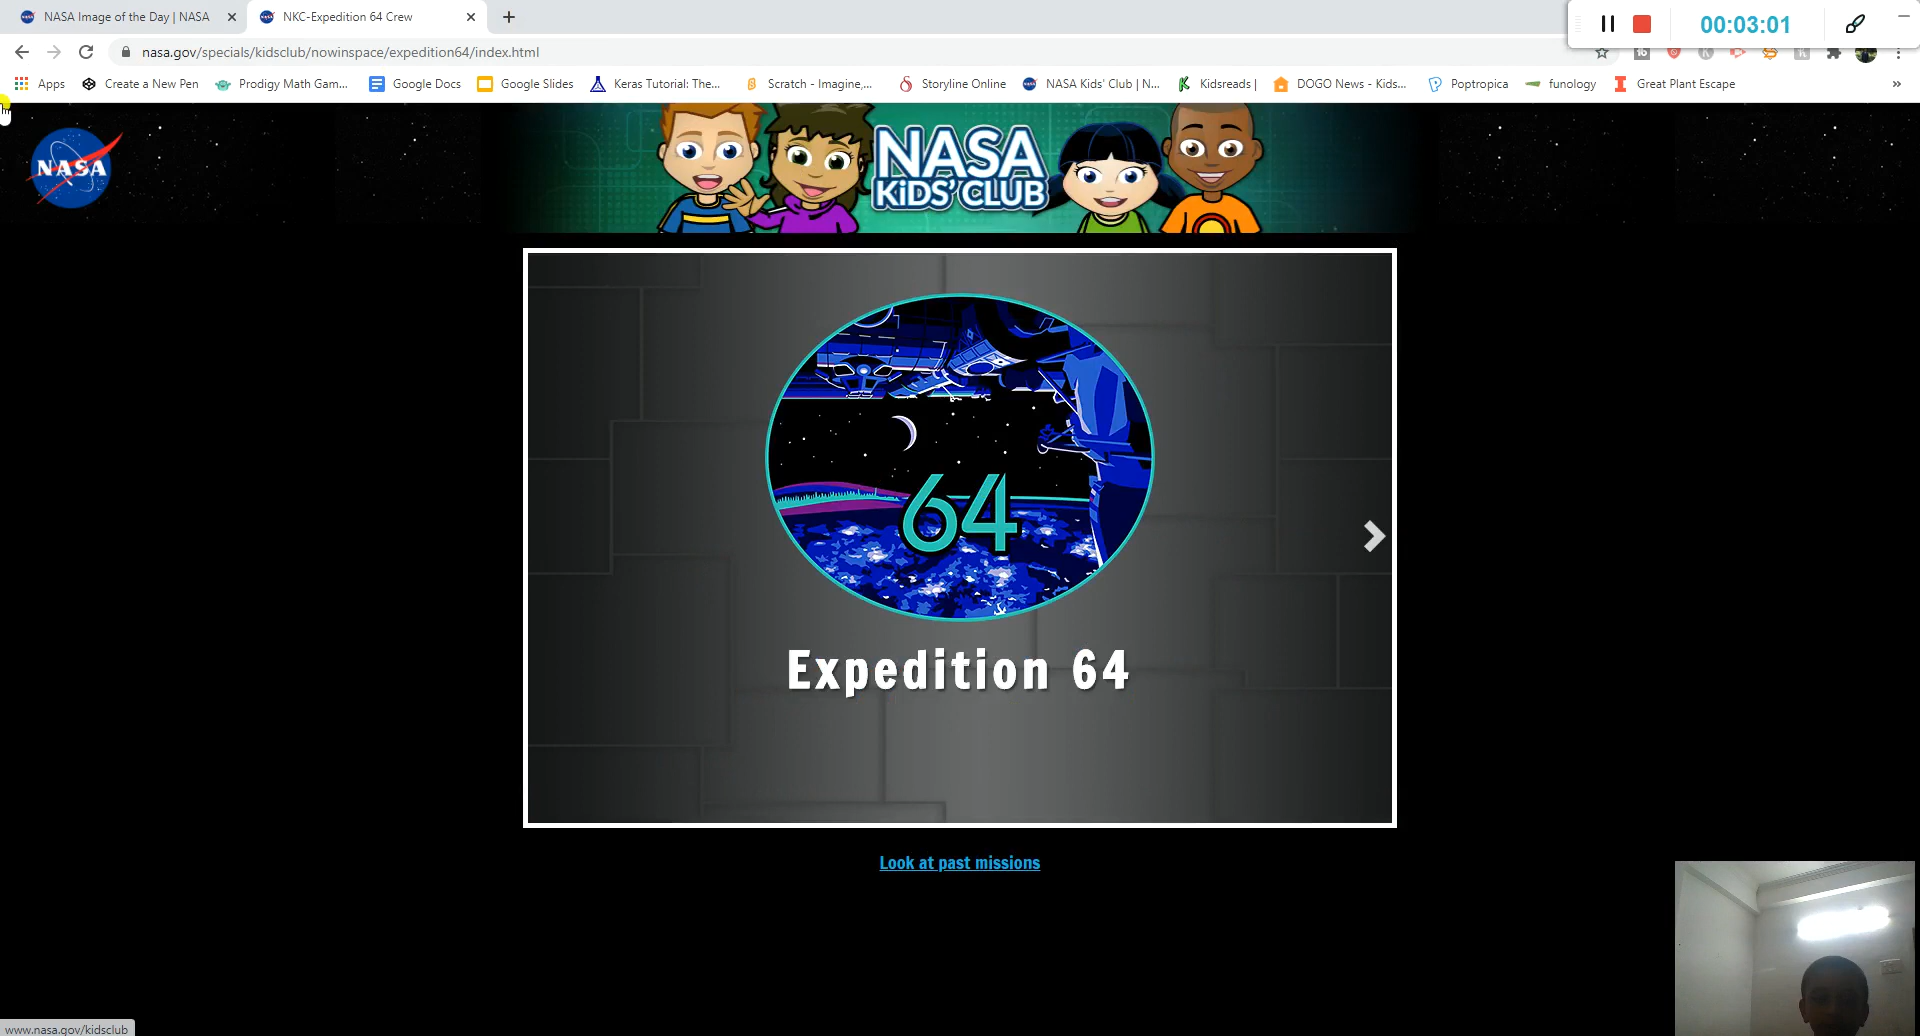 NASA Image of the Day | NASA
NKC-Expedition 64 Crew
00:03:01
nasa.gov/specials/kidsclub/nowinspace/expedition64/index.html
Apps Create a New Pen Prodigy Math Gam... Google Docs Google Slides Keras Tutorial: The... Scratch - Imagine,... Storyline Online NASA Kids' Club | N... Kidsreads | DOGO News - Kids... Poptropica funology Great Plant Escape »
NASA
NASA
KiDS' CLUB
64
Expedition 64
Look at past missions
www.nasa.gov/kidsclub